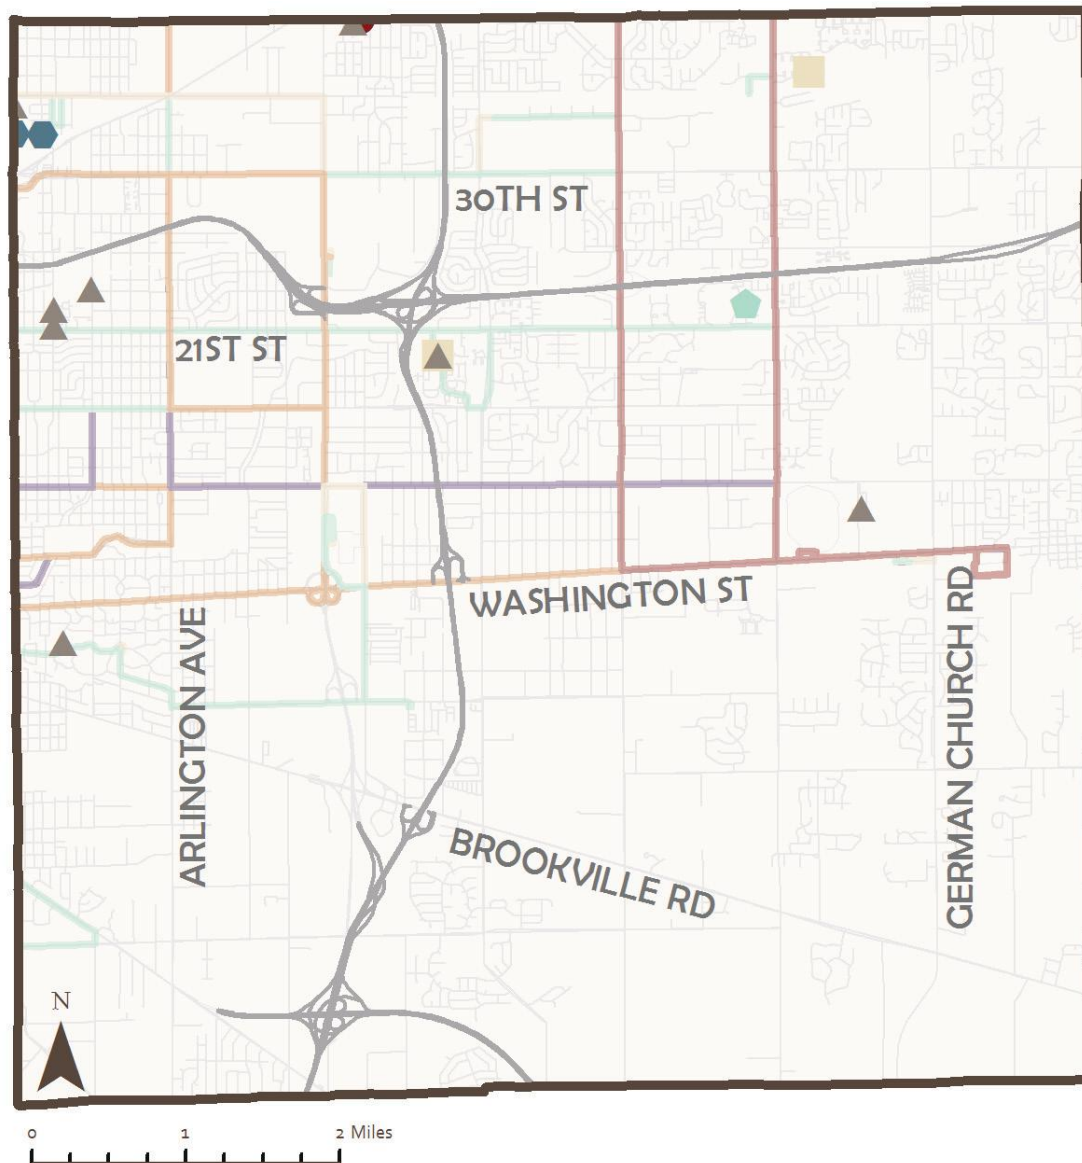 30TH ST
21ST ST
WASHINGTON ST
ARLINGTON AVE
GERMAN CHURCH RD
BROOKVILLE RD
N
0 1 2 Miles